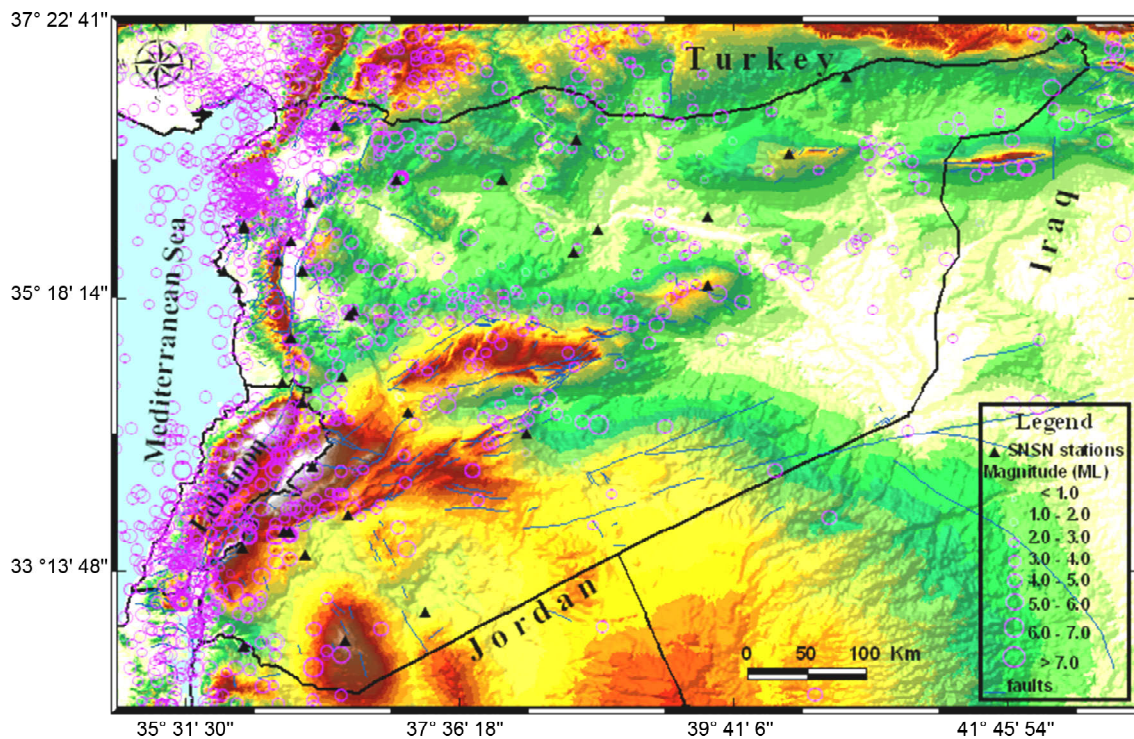 37° 22' 41"
35° 18' 14"
33° 13' 48"
Turkey
Iraq
Mediterranean Sea
Lebanon
Jordan
Legend
SNSN stations
Magnitude (ML)
< 1.0
1.0 - 2.0
2.0 - 3.0
3.0 - 4.0
4.0 - 5.0
5.0 - 6.0
6.0 - 7.0
> 7.0
faults
0 50 100 Km
35° 31' 30"
37° 36' 18"
39° 41' 6"
41° 45' 54"